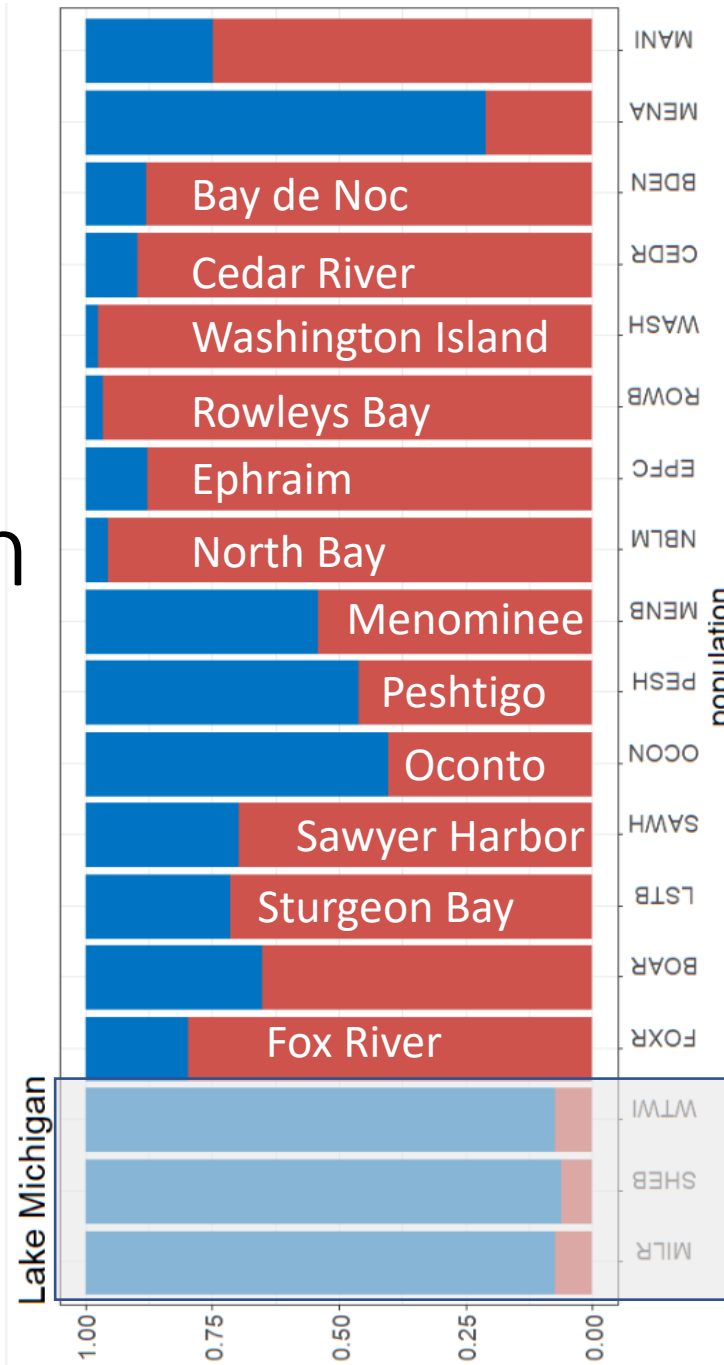 MANI
MENA
BDEN
Bay de Noc
CEDR
Cedar River
WASH
Washington Island
ROWB
Rowleys Bay
EPFC
Ephraim
NBLM
North Bay
MENB
Menominee
PESH
Peshtigo
OCON
Oconto
SAWH
Sawyer Harbor
LSTB
Sturgeon Bay
BOAR
FOXR
Fox River
WTWI
SHEB
MILR
population
Lake Michigan
1.00
0.75
0.50
0.25
0.00
n